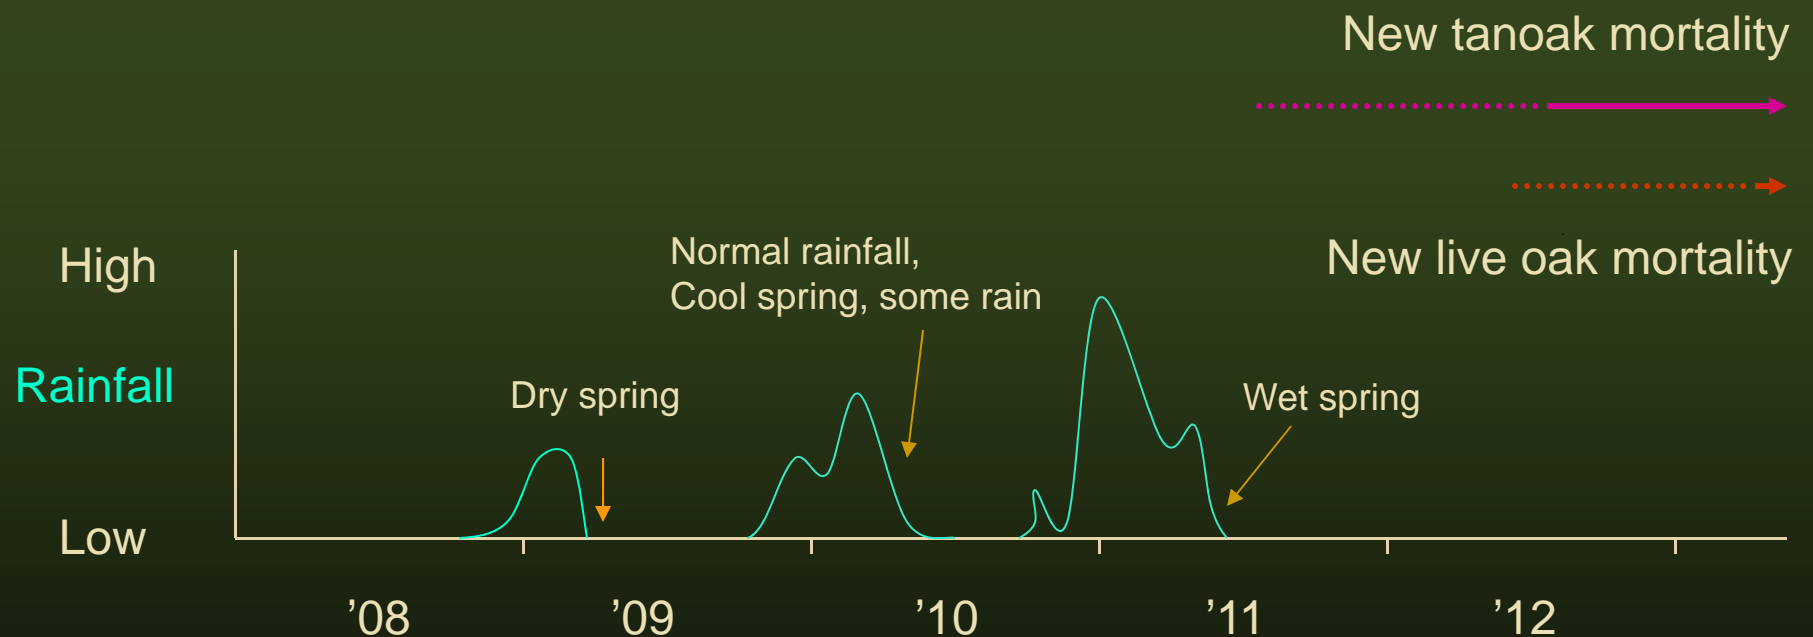 New tanoak mortality
New live oak mortality
High
Rainfall
Low
Normal rainfall,
Cool spring, some rain
Dry spring
Wet spring
’08
’09
’10
’11
’12